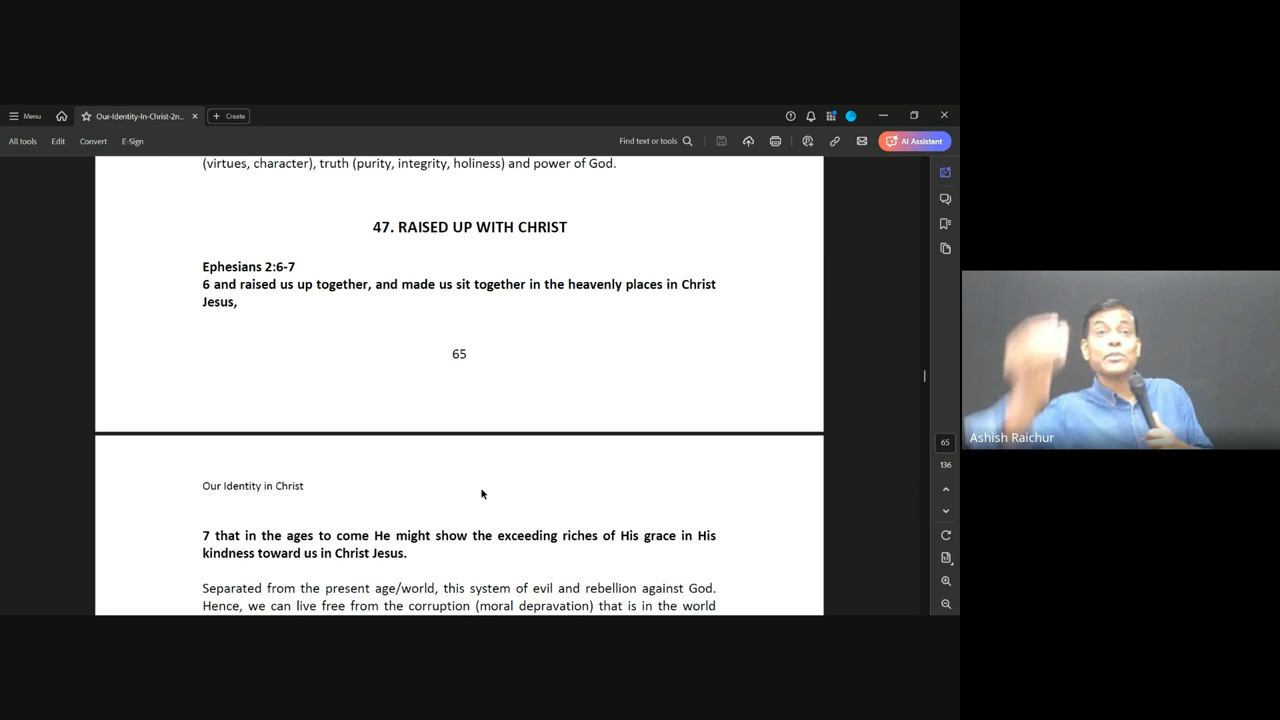 Menu
Our-Identity-In-Christ-2n...
Create
All tools
Edit
Convert
E-Sign
Find text or tools
AI Assistant
(virtues, character), truth (purity, integrity, holiness) and power of God.
47. RAISED UP WITH CHRIST
Ephesians 2:6-7
6 and raised us up together, and made us sit together in the heavenly places in Christ
Jesus,
65
Our Identity in Christ
7 that in the ages to come He might show the exceeding riches of His grace in His
kindness toward us in Christ Jesus.
Separated from the present age/world, this system of evil and rebellion against God.
Hence, we can live free from the corruption (moral depravation) that is in the world
65
136
Ashish Raichur